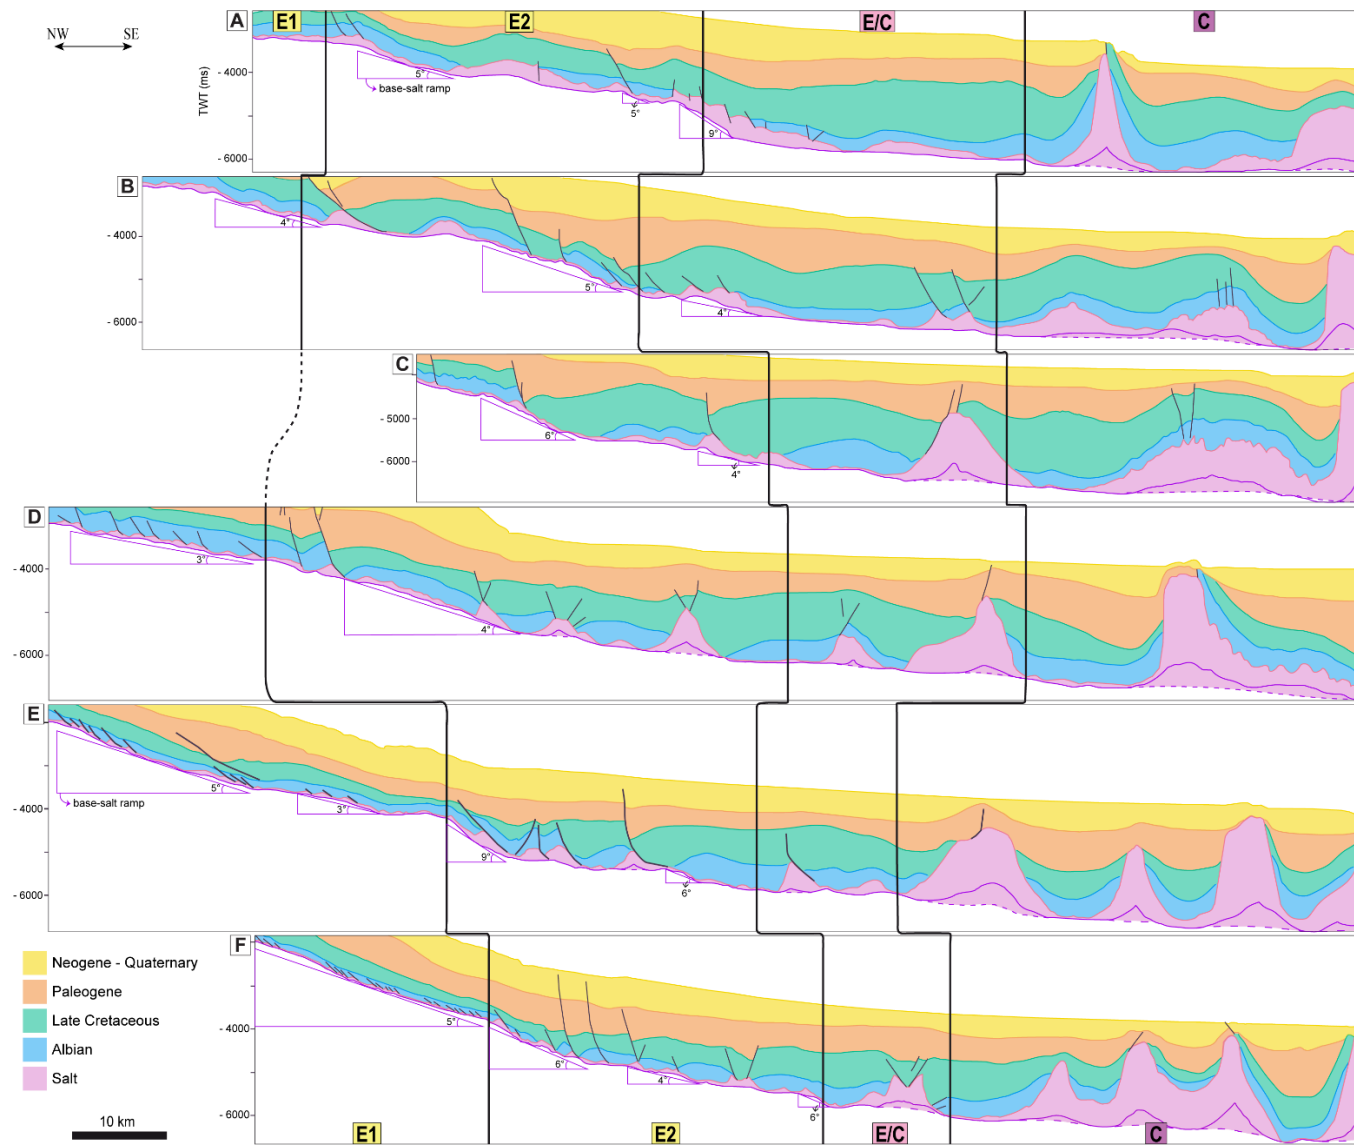 NW SE
A E1 E2 E/C C
TWT (ms)
- 4000
- 6000
5°
base-salt ramp
5°
9°
B
- 4000
- 6000
4°
5°
4°
C
- 5000
- 6000
6°
4°
D
- 4000
- 6000
3°
4°
E
- 4000
- 6000
5°
base-salt ramp
3°
9°
6°
F
- 4000
- 6000
5°
6°
4°
6°
Neogene - Quaternary
Paleogene
Late Cretaceous
Albian
Salt
10 km
E1 E2 E/C C